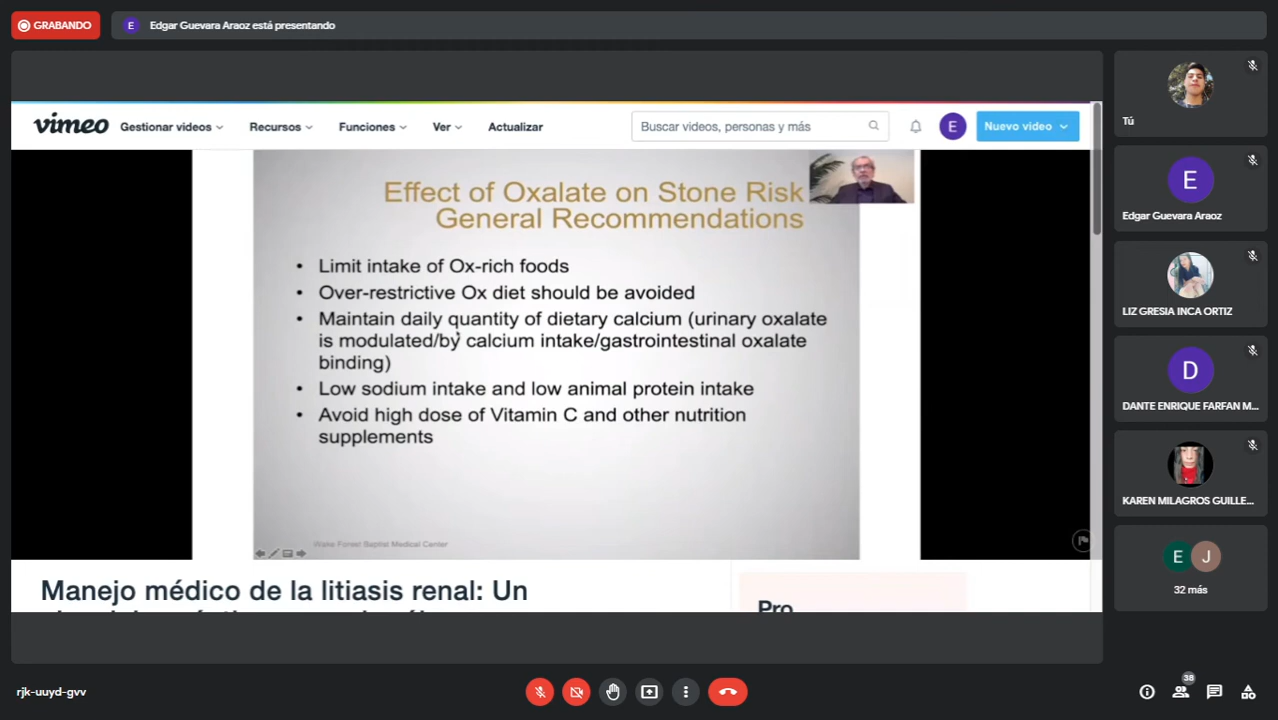 GRABANDO
E
Edgar Guevara Araoz está presentando
vimeo
Gestionar videos
Recursos
Funciones
Ver
Actualizar
Buscar videos, personas y más
E
Nuevo video
Effect of Oxalate on Stone Risk
General Recommendations
• Limit intake of Ox-rich foods
• Over-restrictive Ox diet should be avoided
• Maintain daily quantity of dietary calcium (urinary oxalate
is modulated/by calcium intake/gastrointestinal oxalate
binding)
• Low sodium intake and low animal protein intake
• Avoid high dose of Vitamin C and other nutrition
supplements
Wake Forest Baptist Medical Center
Manejo médico de la litiasis renal: Un
Pro
Tú
E
Edgar Guevara Araoz
LIZ GRESIA INCA ORTIZ
D
DANTE ENRIQUE FARFAN M...
KAREN MILAGROS GUILLE...
E
J
32 más
rjk-uuyd-gvv
38